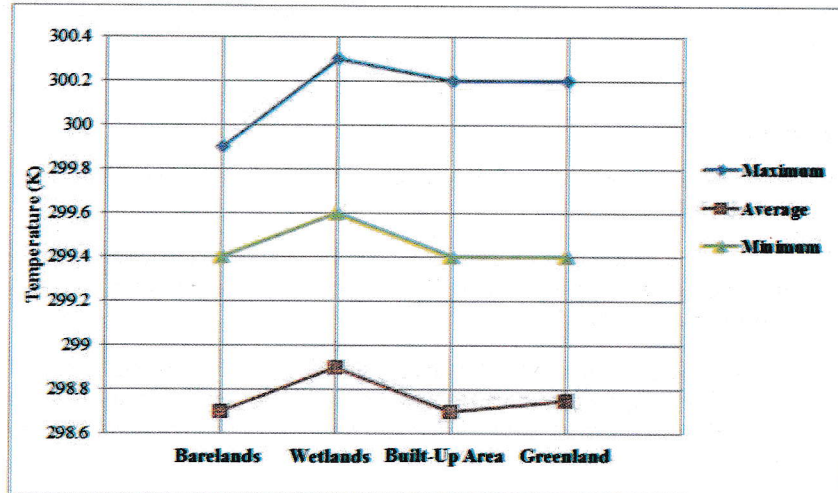 300.4
300.2
300
299.8
299.6
299.4
299.2
299
298.8
298.6
Temperature (K)
Barelands Wetlands Built-Up Area Greenland
Maximum
Average
Minimum